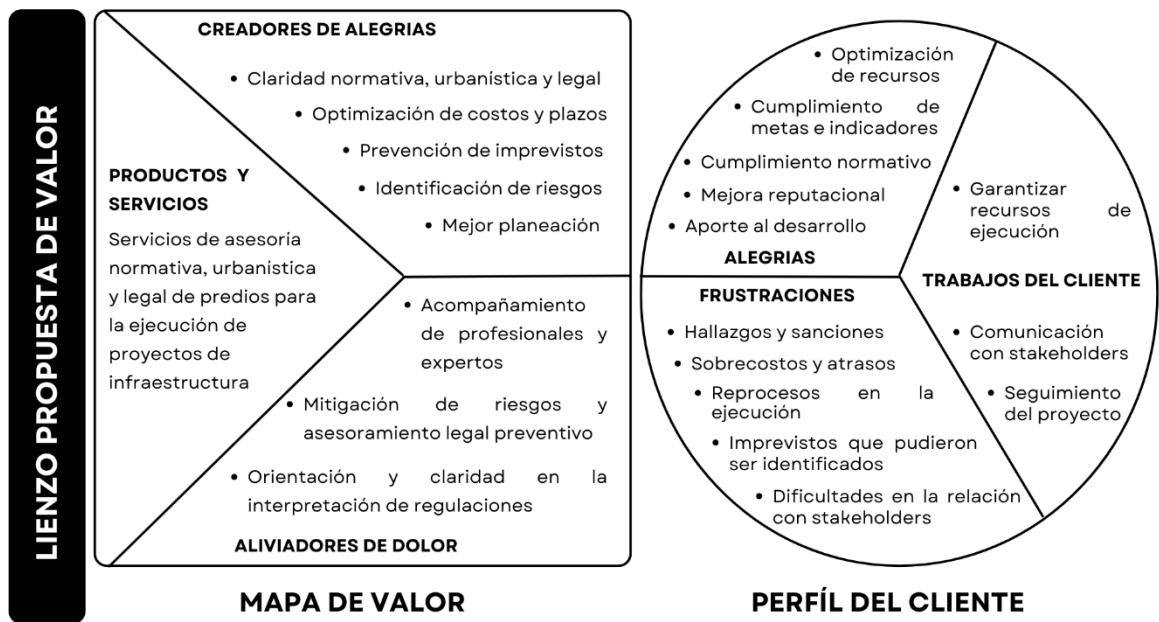 LIENZO PROPUESTA DE VALOR
CREADORES DE ALEGRIAS
• Claridad normativa, urbanística y legal
• Optimización de costos y plazos
• Prevención de imprevistos
• Identificación de riesgos
• Mejor planeación
PRODUCTOS Y
SERVICIOS
Servicios de asesoría
normativa, urbanística
y legal de predios para
la ejecución de
proyectos de
infraestructura
• Acompañamiento
de profesionales y
expertos
• Mitigación de riesgos y
asesoramiento legal preventivo
• Orientación y claridad en la
interpretación de regulaciones
ALIVIADORES DE DOLOR
MAPA DE VALOR
• Optimización
de recursos
• Cumplimiento de
metas e indicadores
• Cumplimiento normativo
• Mejora reputacional
• Aporte al desarrollo
ALEGRIAS
FRUSTRACIONES
• Hallazgos y sanciones
• Sobrecostos y atrasos
• Reprocesos en la
ejecución
• Imprevistos que pudieron
ser identificados
• Dificultades en la relación
con stakeholders
• Garantizar
recursos de
ejecución
TRABAJOS DEL CLIENTE
• Comunicación
con stakeholders
• Seguimiento
del proyecto
PERFÍL DEL CLIENTE